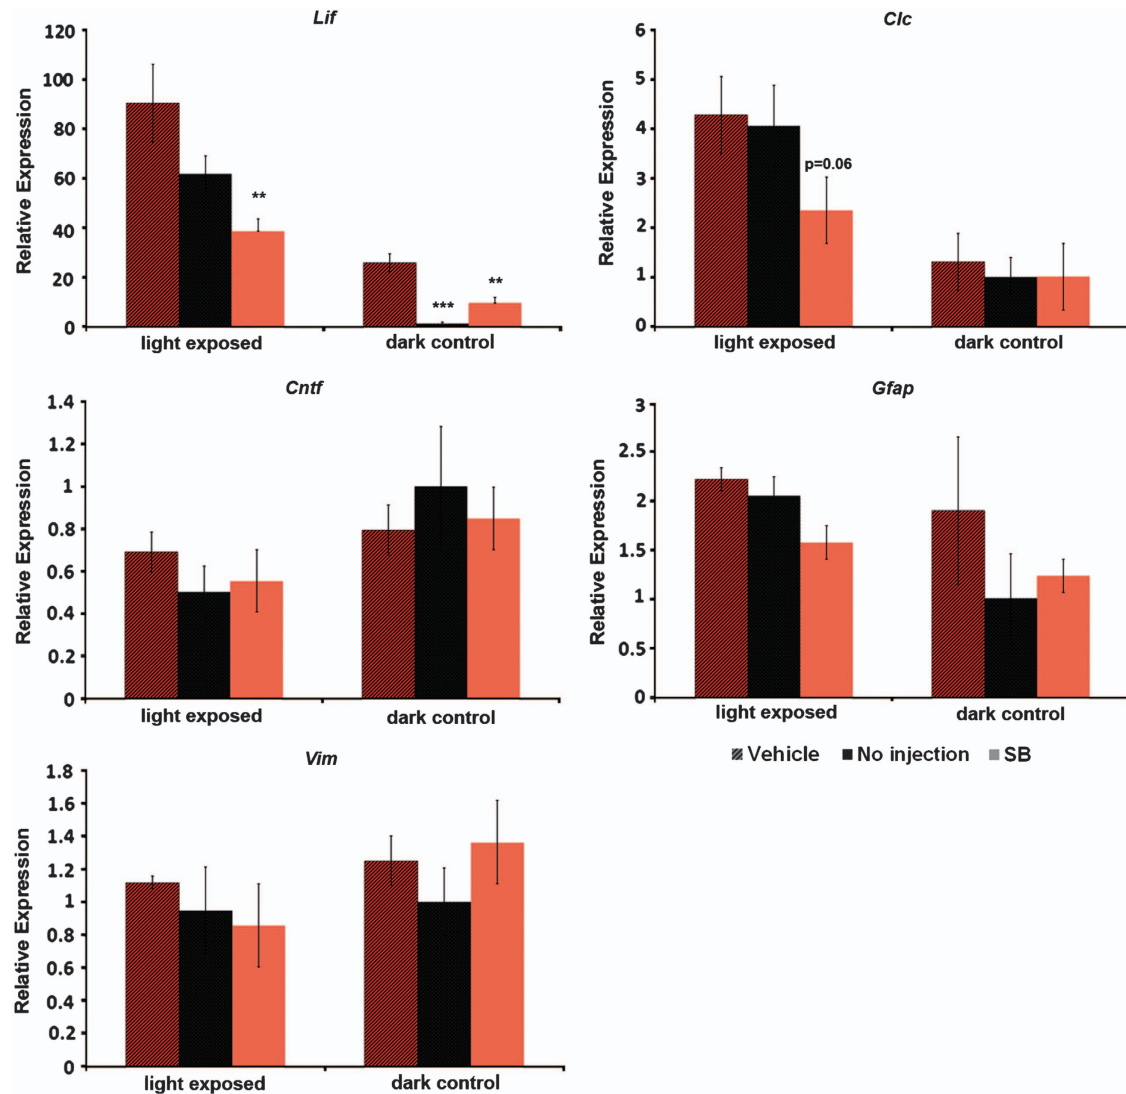 Lif
Relative Expression
120
100
80
60
40
20
0
**
***
**
light exposed
dark control
Clc
Relative Expression
6
5
4
3
2
1
0
p=0.06
light exposed
dark control
Cntf
Relative Expression
1.4
1.2
1
0.8
0.6
0.4
0.2
0
light exposed
dark control
Gfap
Relative Expression
3
2.5
2
1.5
1
0.5
0
light exposed
dark control
Vehicle No injection SB
Vim
Relative Expression
1.8
1.6
1.4
1.2
1
0.8
0.6
0.4
0.2
0
light exposed
dark control